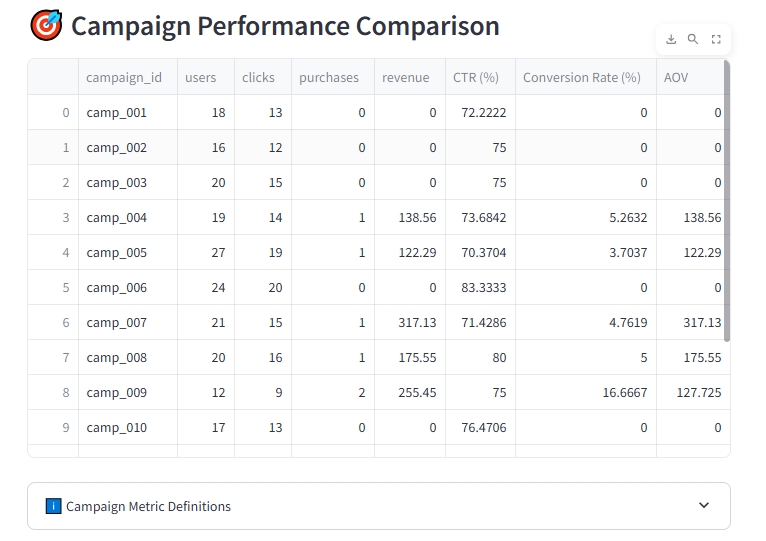 Campaign Performance Comparison
campaign_id users clicks purchases revenue CTR (%) Conversion Rate (%) AOV
0 camp_001 18 13 0 0 72.2222 0 0
1 camp_002 16 12 0 0 75 0 0
2 camp_003 20 15 0 0 75 0 0
3 camp_004 19 14 1 138.56 73.6842 5.2632 138.56
4 camp_005 27 19 1 122.29 70.3704 3.7037 122.29
5 camp_006 24 20 0 0 83.3333 0 0
6 camp_007 21 15 1 317.13 71.4286 4.7619 317.13
7 camp_008 20 16 1 175.55 80 5 175.55
8 camp_009 12 9 2 255.45 75 16.6667 127.725
9 camp_010 17 13 0 0 76.4706 0 0
i Campaign Metric Definitions